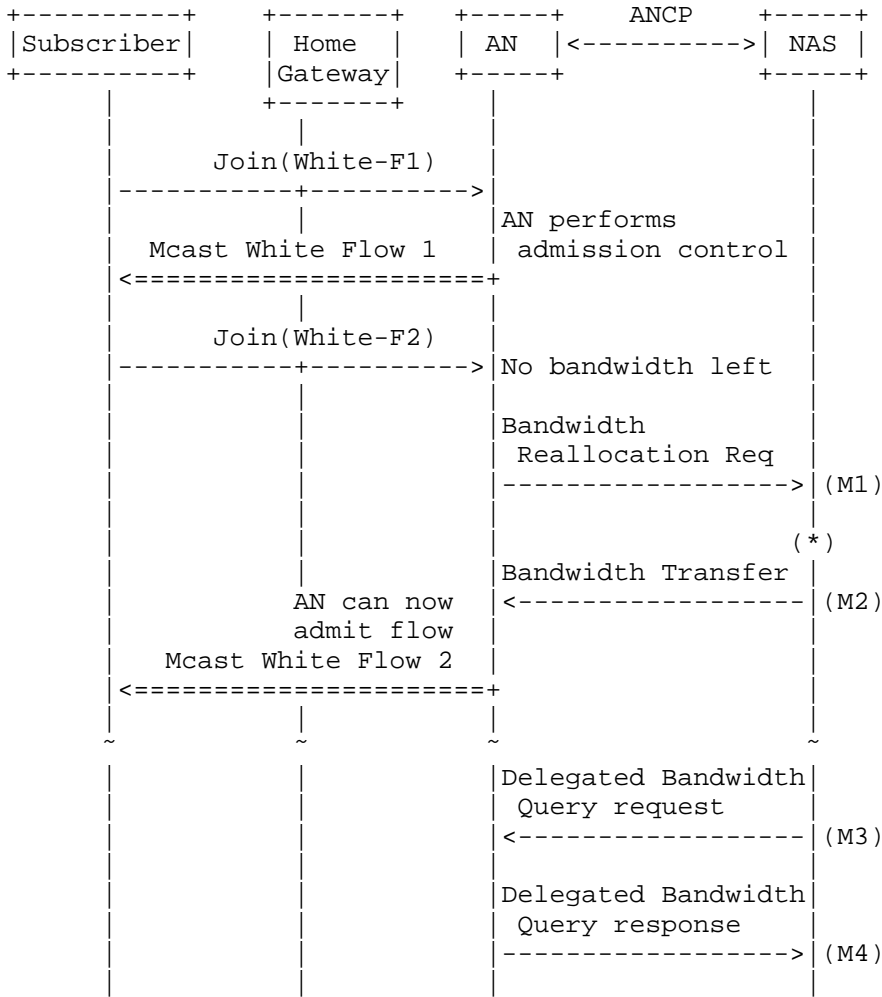 ANCP
Subscriber Home AN <----------> NAS
Gateway
Join(White-F1)
-----------+---------->
AN performs
Mcast White Flow 1 admission control
<======================+
Join(White-F2)
-----------+----------> No bandwidth left
Bandwidth
Reallocation Req
------------------> (M1)
(*)
Bandwidth Transfer
AN can now <------------------ (M2)
admit flow
Mcast White Flow 2
<======================+
~ ~ ~ ~
Delegated Bandwidth
Query request
<------------------ (M3)
Delegated Bandwidth
Query response
------------------> (M4)